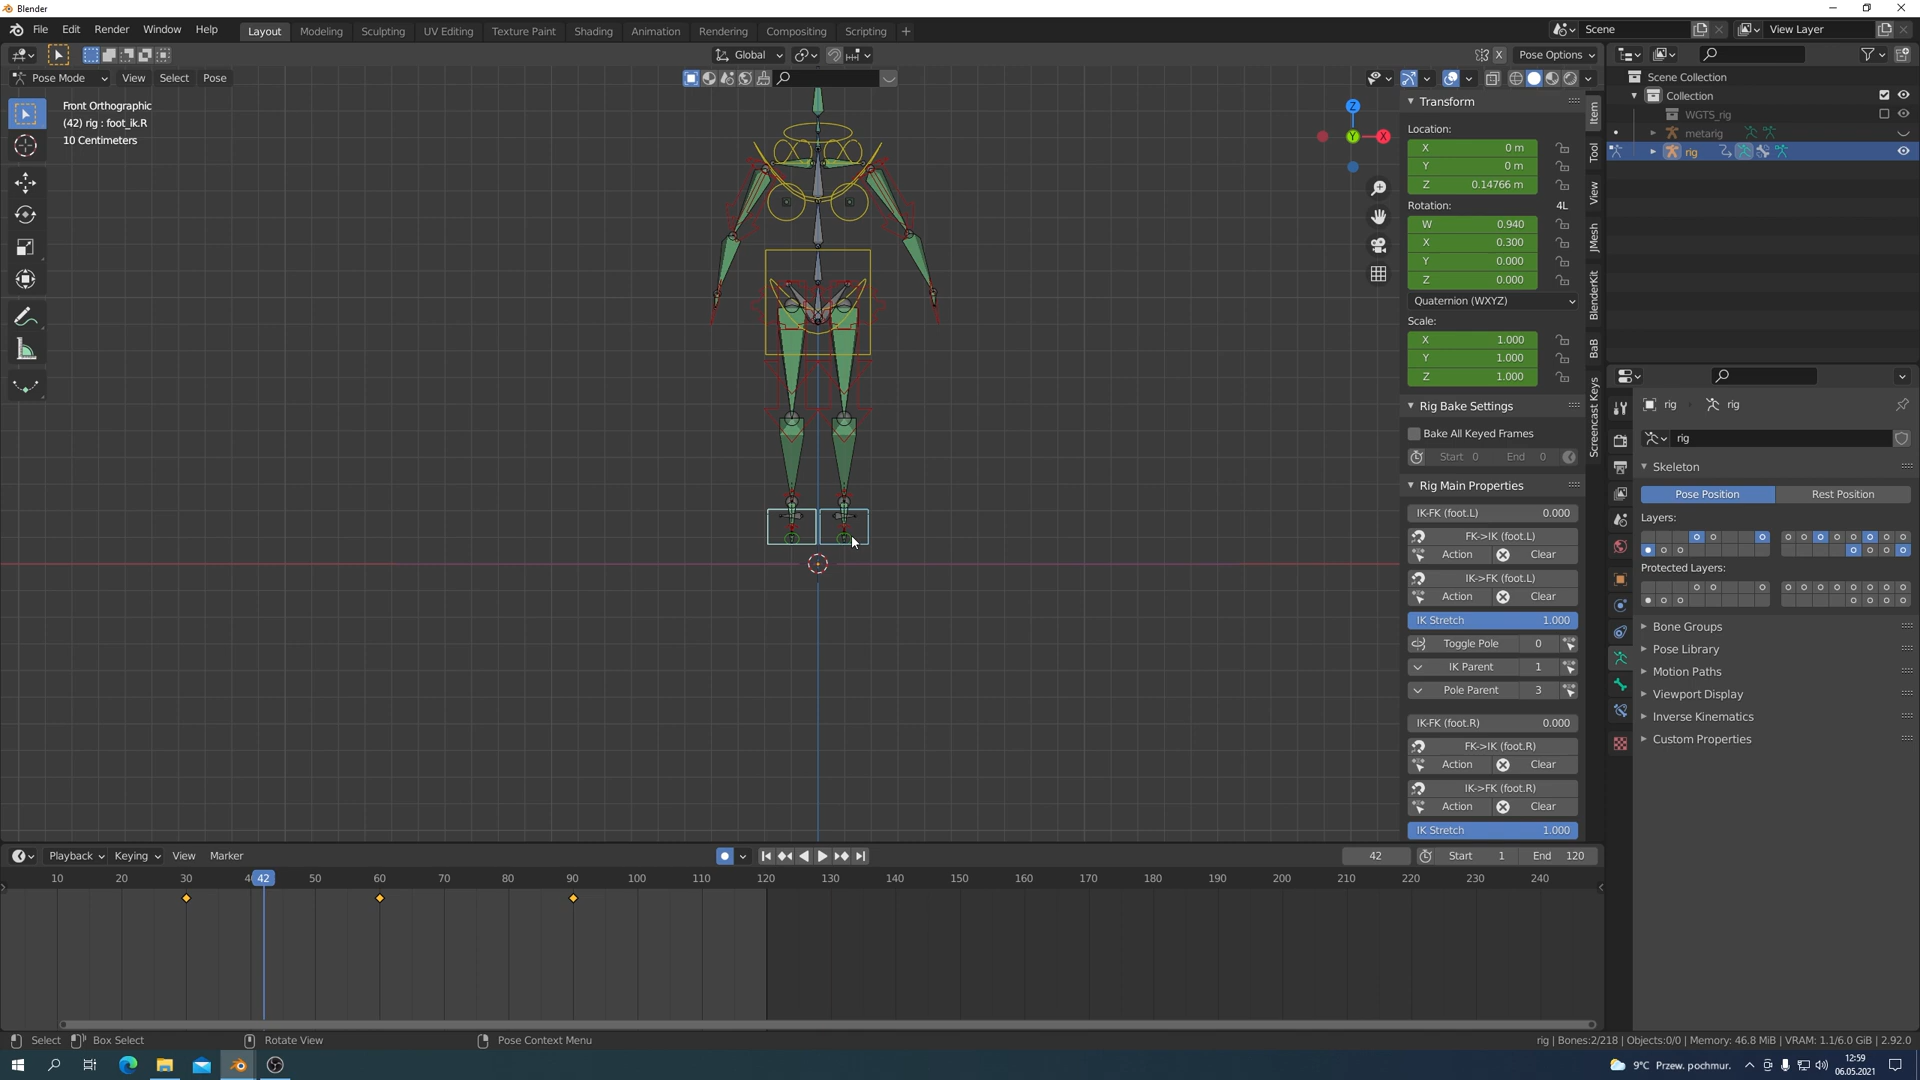 Blender
File Edit Render Window Help
Layout Modeling Sculpting UV Editing Texture Paint Shading Animation Rendering Compositing Scripting +
Scene
View Layer
Global
X
Pose Options
Pose Mode View Select Pose
Front Orthographic
(42) rig : foot_ik.R
10 Centimeters
Z
Y
X
Transform
Location:
X 0 m
Y 0 m
Z 0.14766 m
Rotation: 4L
W 0.940
X 0.300
Y 0.000
Z 0.000
Quaternion (WXYZ)
Scale:
X 1.000
Y 1.000
Z 1.000
Rig Bake Settings
Bake All Keyed Frames
Start 0 End 0
Rig Main Properties
IK-FK (foot.L) 0.000
FK->IK (foot.L)
Action Clear
IK->FK (foot.L)
Action Clear
IK Stretch 1.000
Toggle Pole 0
IK Parent 1
Pole Parent 3
IK-FK (foot.R) 0.000
FK->IK (foot.R)
Action Clear
IK->FK (foot.R)
Action Clear
IK Stretch 1.000
Item
Tool
View
JMesh
BlenderKit
BaB
Screencast Keys
Scene Collection
Collection
WGTS_rig
metarig
rig
rig rig
rig
Skeleton
Pose Position Rest Position
Layers:
Protected Layers:
Bone Groups
Pose Library
Motion Paths
Viewport Display
Inverse Kinematics
Custom Properties
Playback Keying View Marker
42 Start 1 End 120
10 20 30 4 42 50 60 70 80 90 100 110 120 130 140 150 160 170 180 190 200 210 220 230 240
Select Box Select Rotate View Pose Context Menu
rig | Bones:2/218 | Objects:0/0 | Memory: 46.8 MiB | VRAM: 1.1/6.0 GiB | 2.92.0
9°C Przew. pochmur.
12:59
06.05.2021